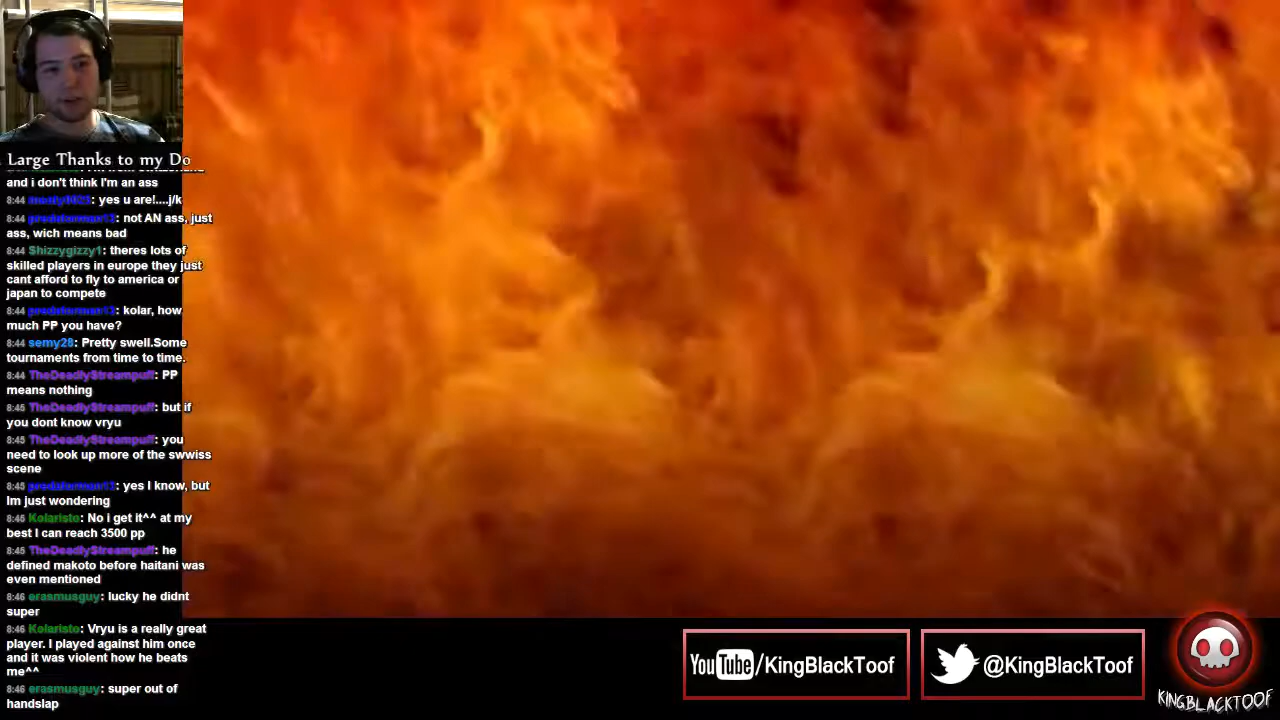 Large Thanks to my Do
and i don't think I'm an ass
8:44 yes u are!....j/k
8:44 predatorman13: not AN ass, just
ass, wich means bad
8:44 Shizzygizzy1: theres lots of
skilled players in europe they just
cant afford to fly to america or
japan to compete
8:44 predatorman13: kolar, how
much PP you have?
8:44 semy28: Pretty swell.Some
tournaments from time to time.
8:44 TheDeadlyStreampuff: PP
means nothing
8:45 TheDeadlyStreampuff: but if
you dont know vryu
8:45 TheDeadlyStreampuff: you
need to look up more of the swwiss
scene
8:45 predatorman13: yes I know, but
Im just wondering
8:45 Kolaristo: No i get it^^ at my
best I can reach 3500 pp
8:45 TheDeadlyStreampuff: he
defined makoto before haitani was
even mentioned
8:46 erasmusguy: lucky he didnt
super
8:46 Kolaristo: Vryu is a really great
player. I played against him once
and it was violent how he beats
me^^
8:46 erasmusguy: super out of
handslap
YouTube/KingBlackToof
@KingBlackToof
KINGBLACKTOOF